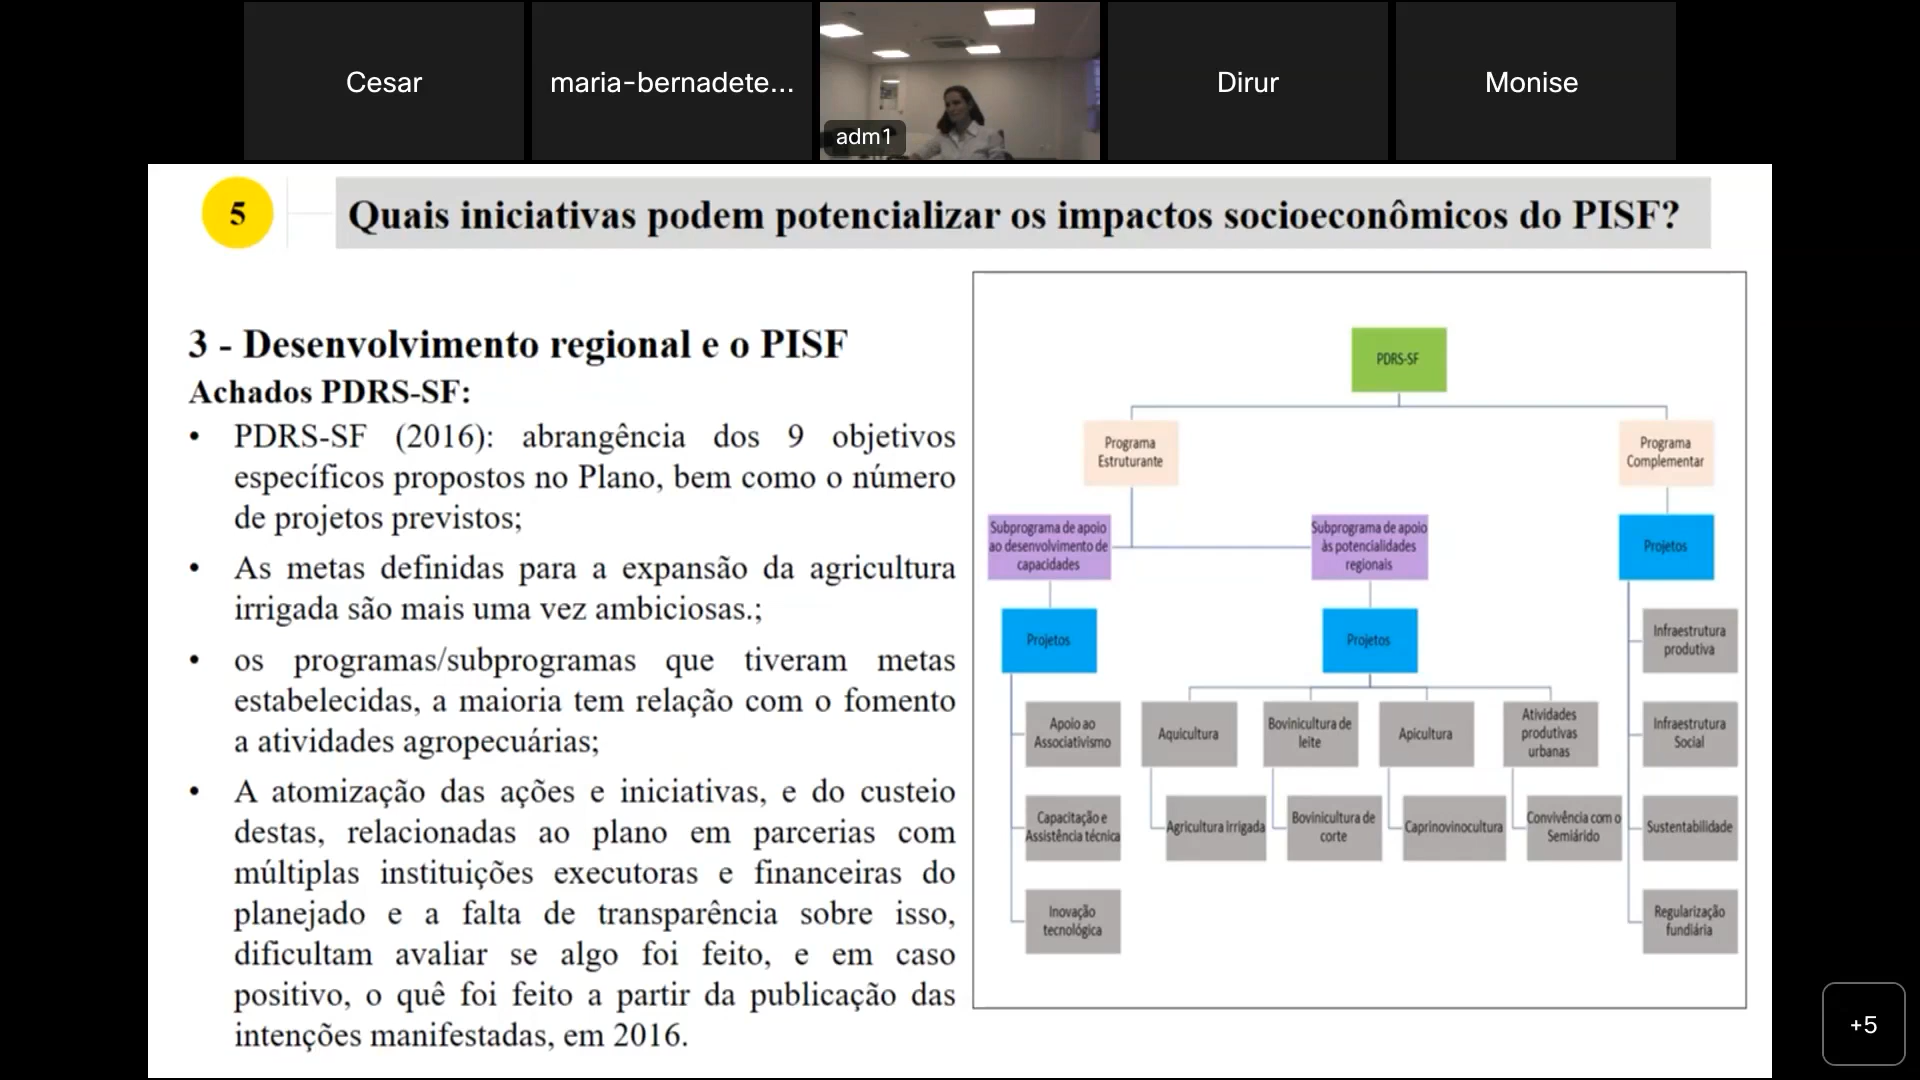 Cesar
maria-bernadete...
adm1
Dirur
Monise
5
Quais iniciativas podem potencializar os impactos socioeconômicos do PISF?
3 - Desenvolvimento regional e o PISF
Achados PDRS-SF:
• PDRS-SF (2016): abrangência dos 9 objetivos
específicos propostos no Plano, bem como o número
de projetos previstos;
• As metas definidas para a expansão da agricultura
irrigada são mais uma vez ambiciosas.;
• os programas/subprogramas que tiveram metas
estabelecidas, a maioria tem relação com o fomento
a atividades agropecuárias;
• A atomização das ações e iniciativas, e do custeio
destas, relacionadas ao plano em parcerias com
múltiplas instituições executoras e financeiras do
planejado e a falta de transparência sobre isso,
dificultam avaliar se algo foi feito, e em caso
positivo, o quê foi feito a partir da publicação das
intenções manifestadas, em 2016.
PDRS-SF
Programa
Estruturante
Programa
Complementar
Subprograma de apoio
ao desenvolvimento de
capacidades
Subprograma de apoio
às potencialidades
regionais
Projetos
Projetos
Projetos
Infraestrutura
produtiva
Apoio ao
Associativismo
Aquicultura
Bovinicultura de
leite
Apicultura
Atividades
produtivas
urbanas
Infraestrutura
Social
Capacitação e
Assistência técnica
Agricultura irrigada
Bovinicultura de
corte
Caprinovinocultura
Convivência com o
Semiárido
Sustentabilidade
Inovação
tecnológica
Regularização
fundiária
+5